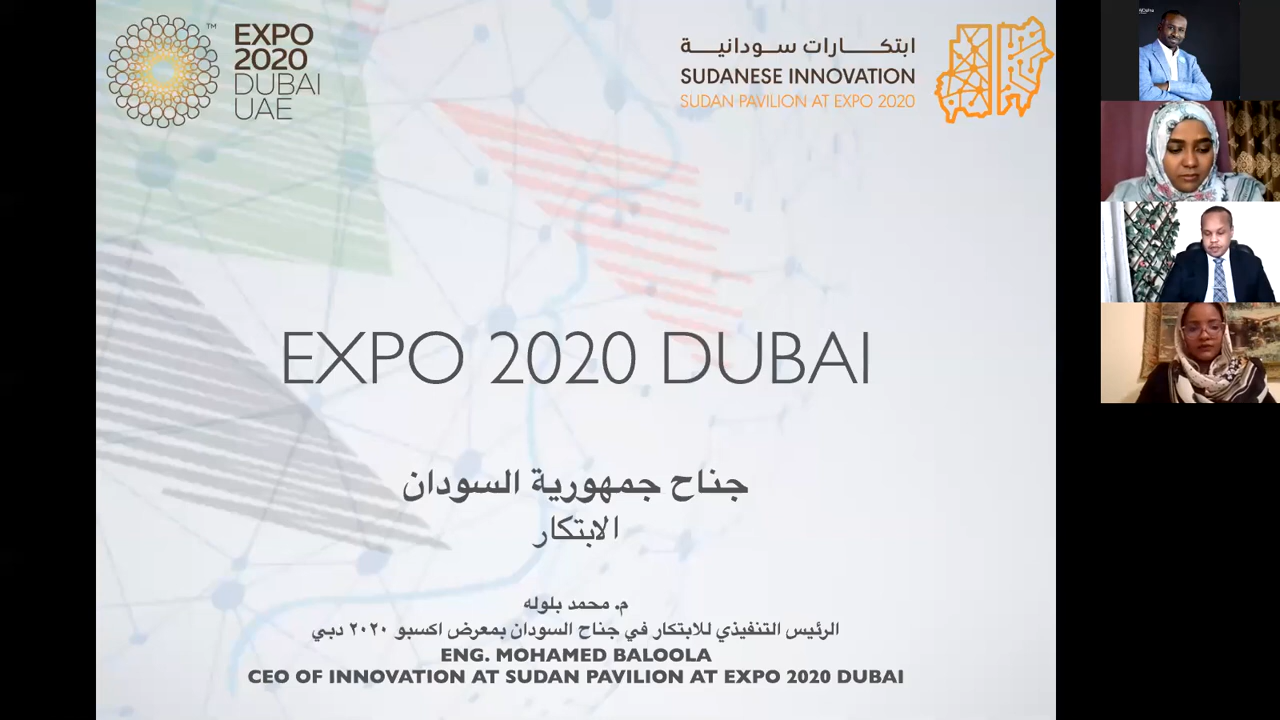 EXPO
2020
DUBAI
UAE
TM
ابتكـــــارات ســـودانيـــة
SUDANESE INNOVATION
SUDAN PAVILION AT EXPO 2020
EXPO 2020 DUBAI
جناح جمهورية السودان
الابتكار
م. محمد بلوله
الرئيس التنفيذي للابتكار في جناح السودان بمعرض اكسبو ٢٠٢٠ دبي
ENG. MOHAMED BALOOLA
CEO OF INNOVATION AT SUDAN PAVILION AT EXPO 2020 DUBAI